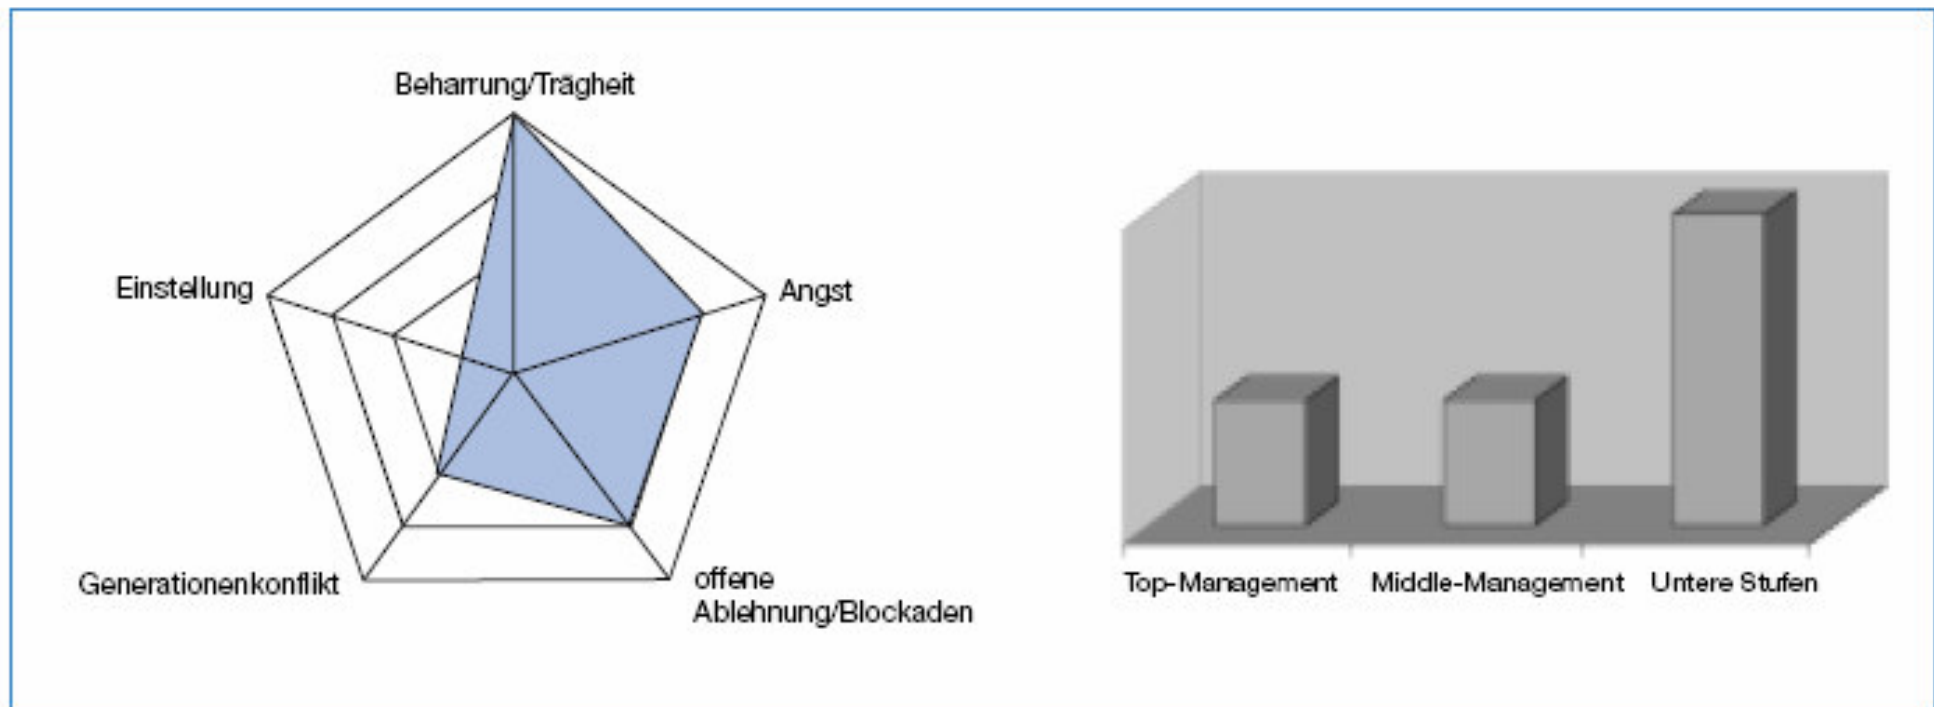 Beharrung/Trägheit
Einstellung
Angst
Generationenkonflikt
offene
Ablehnung/Blockaden
Top-Management
Middle-Management
Untere Stufen